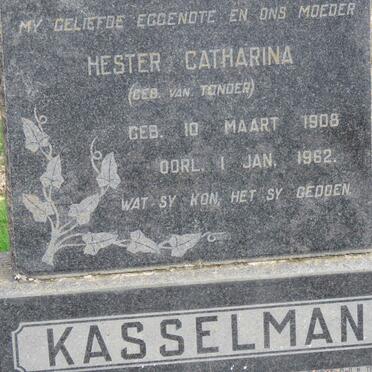 MY GELIEFDE EGGENOTE EN ONS MOEDER
HESTER CATHARINA
(GEB. VAN TONDER)
GEB. 10 MAART 1908
OORL. 1 JAN. 1962.
WAT SY KON, HET SY GEDOEN.
KASSELMAN